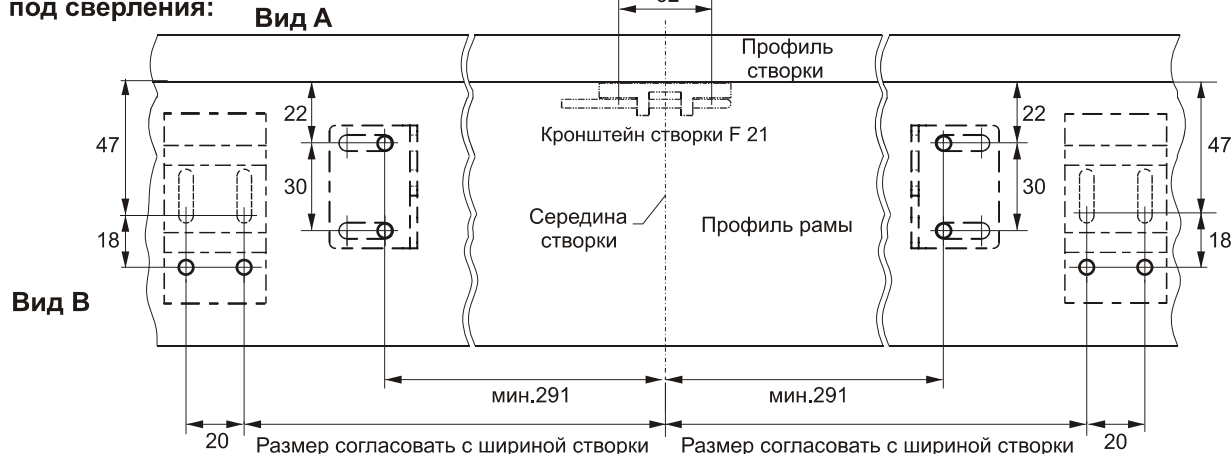 под сверления:
Вид А
Профиль
створки
22
22
47
47
Кронштейн створки F 21
30
30
Середина
створки
Профиль рамы
18
18
Вид В
мин.291
мин.291
20
Размер согласовать с шириной створки
Размер согласовать с шириной створки
20